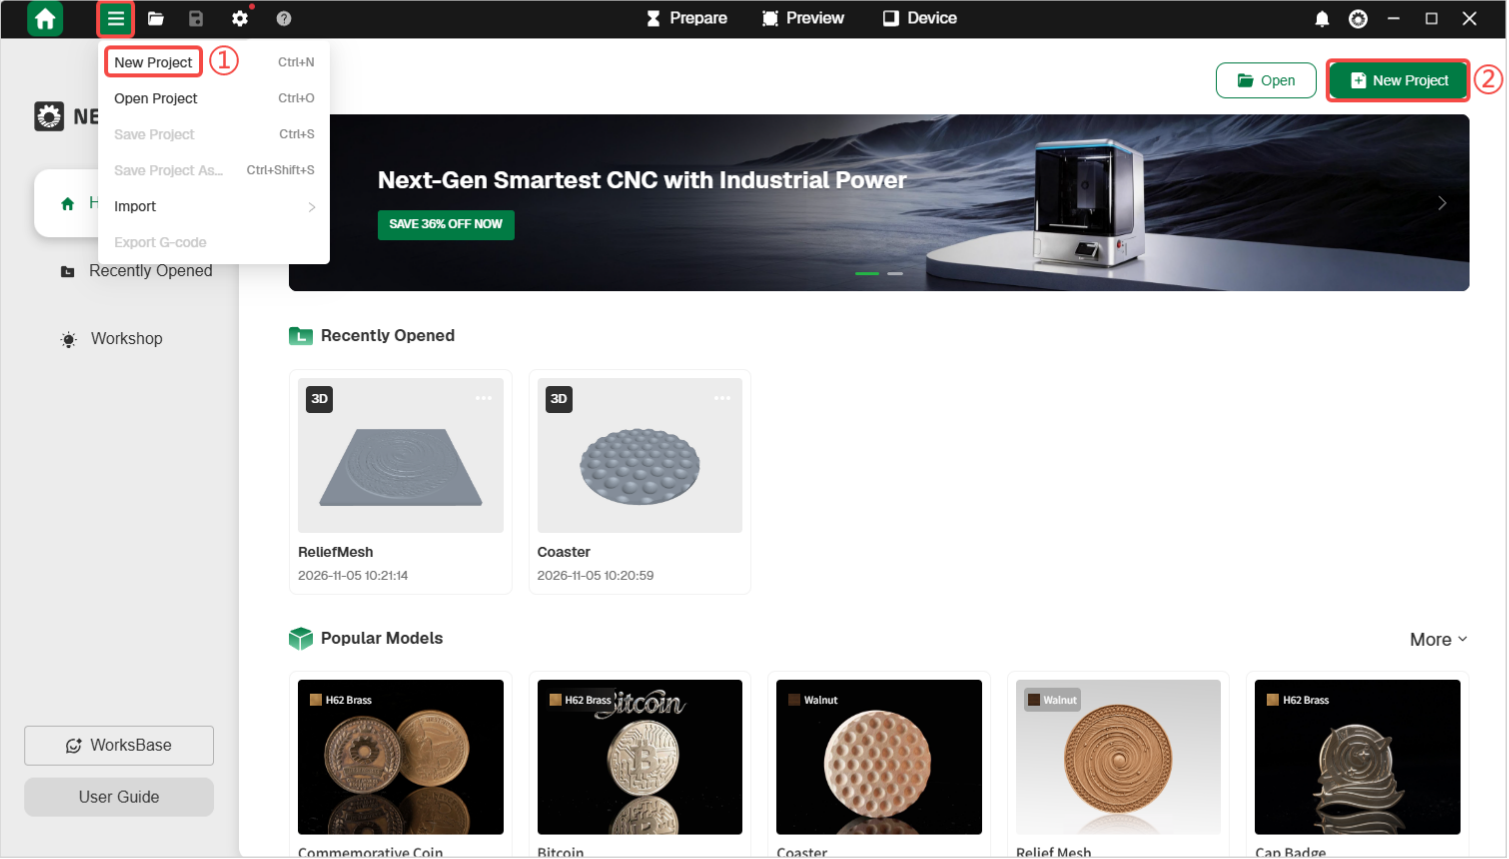 Prepare
Preview
Device
New Project ①
Ctrl+N
Open Project
Ctrl+O
Save Project
Ctrl+S
Save Project As...
Ctrl+Shift+S
Import
Export G-code
Open
New Project ②
NE
H
Recently Opened
Workshop
WorksBase
User Guide
Next-Gen Smartest CNC with Industrial Power
SAVE 36% OFF NOW
Recently Opened
3D
3D
ReliefMesh
Coaster
2026-11-05 10:21:14
2026-11-05 10:20:59
Popular Models
More
H62 Brass
H62 Brass
Bitcoin
Walnut
Walnut
H62 Brass
Commemorative Coin
Bitcoin
Coaster
Relief Mesh
Cap Badge